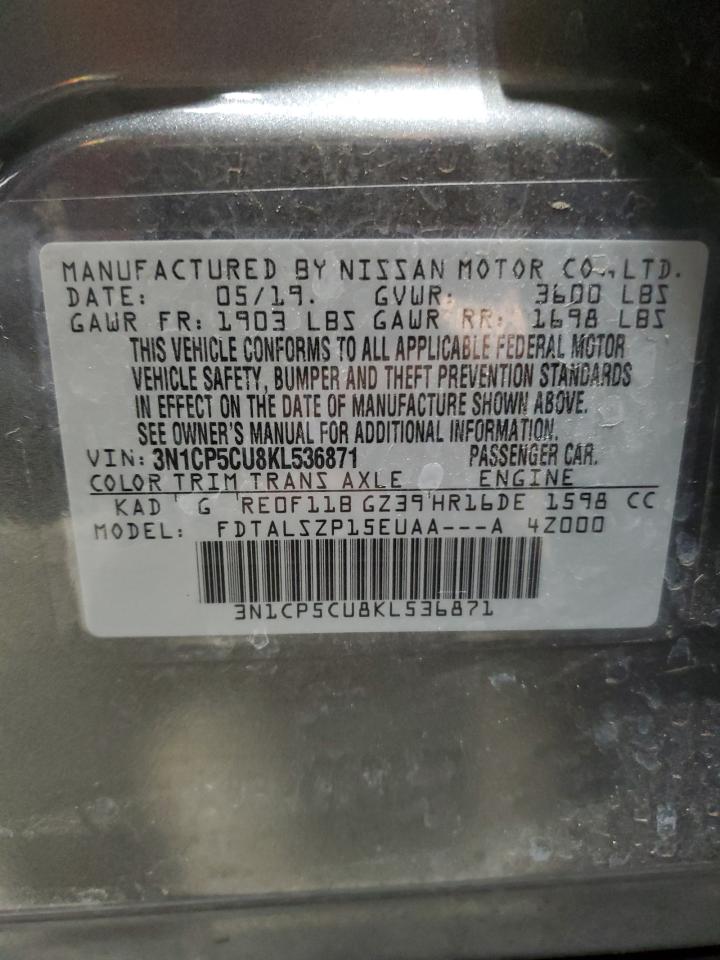 MANUFACTURED BY NISSAN MOTOR CO., LTD.
DATE: 05/19. GVWR: 3600 LBS
GAWR FR: 1903 LBS GAWR RR: 1698 LBS
THIS VEHICLE CONFORMS TO ALL APPLICABLE FEDERAL MOTOR
VEHICLE SAFETY, BUMPER AND THEFT PREVENTION STANDARDS
IN EFFECT ON THE DATE OF MANUFACTURE SHOWN ABOVE.
SEE OWNER'S MANUAL FOR ADDITIONAL INFORMATION.
VIN: 3N1CP5CU8KL536871 PASSENGER CAR.
COLOR TRIM TRANS AXLE ENGINE
KAD G RE0F11B GZ39 HR16DE 1598 CC
MODEL: FDTALSZP15EUAA---A 4Z000
3N1CP5CU8KL536871